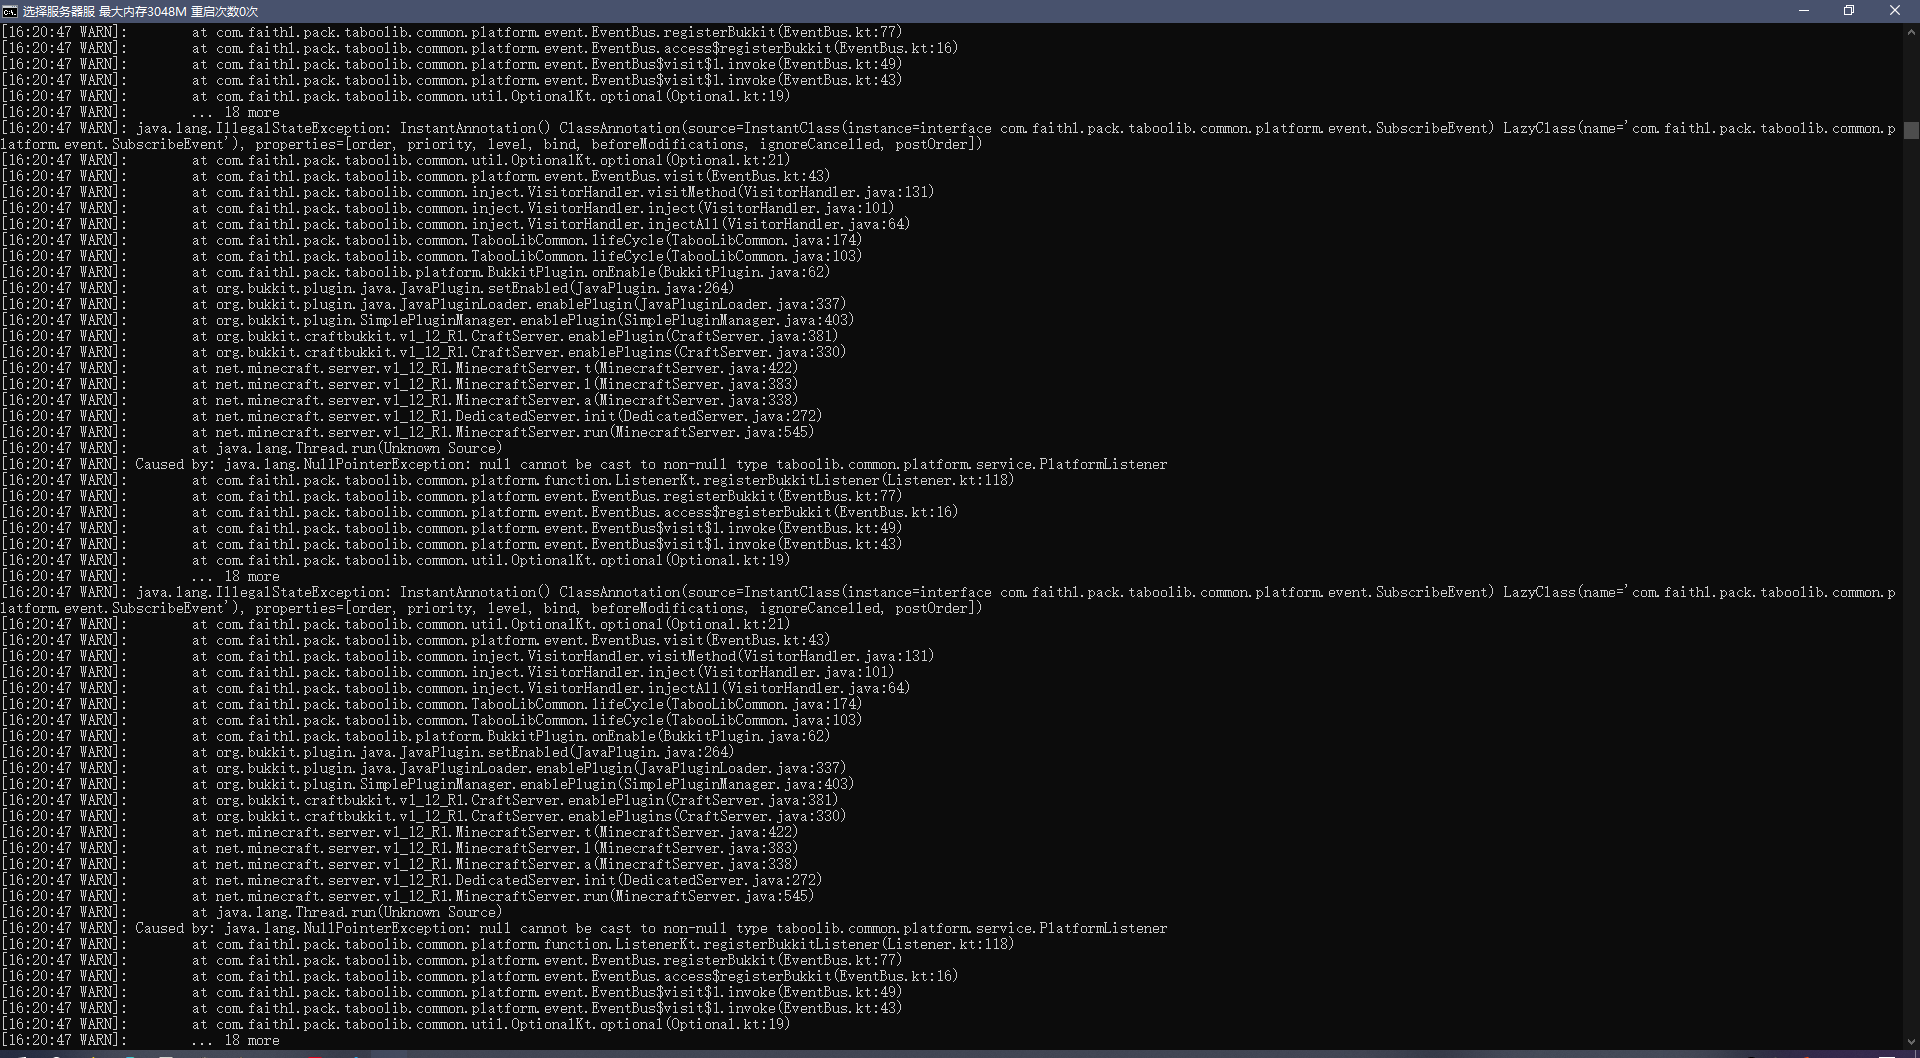 选择服务器服 最大内存3048M 重启次数0次
[16:20:47 WARN]: at com.faithl.pack.taboolib.common.platform.event.EventBus.registerBukkit(EventBus.kt:77)
[16:20:47 WARN]: at com.faithl.pack.taboolib.common.platform.event.EventBus.access$registerBukkit(EventBus.kt:16)
[16:20:47 WARN]: at com.faithl.pack.taboolib.common.platform.event.EventBus$visit$1.invoke(EventBus.kt:49)
[16:20:47 WARN]: at com.faithl.pack.taboolib.common.platform.event.EventBus$visit$1.invoke(EventBus.kt:43)
[16:20:47 WARN]: at com.faithl.pack.taboolib.common.util.OptionalKt.optional(Optional.kt:19)
[16:20:47 WARN]: ... 18 more
[16:20:47 WARN]: java.lang.IllegalStateException: InstantAnnotation() ClassAnnotation(source=InstantClass(instance=interface com.faithl.pack.taboolib.common.platform.event.SubscribeEvent) LazyClass(name='com.faithl.pack.taboolib.common.p
latform.event.SubscribeEvent'), properties=[order, priority, level, bind, beforeModifications, ignoreCancelled, postOrder])
[16:20:47 WARN]: at com.faithl.pack.taboolib.common.util.OptionalKt.optional(Optional.kt:21)
[16:20:47 WARN]: at com.faithl.pack.taboolib.common.platform.event.EventBus.visit(EventBus.kt:43)
[16:20:47 WARN]: at com.faithl.pack.taboolib.common.inject.VisitorHandler.visitMethod(VisitorHandler.java:131)
[16:20:47 WARN]: at com.faithl.pack.taboolib.common.inject.VisitorHandler.inject(VisitorHandler.java:101)
[16:20:47 WARN]: at com.faithl.pack.taboolib.common.inject.VisitorHandler.injectAll(VisitorHandler.java:64)
[16:20:47 WARN]: at com.faithl.pack.taboolib.common.TabooLibCommon.lifeCycle(TabooLibCommon.java:174)
[16:20:47 WARN]: at com.faithl.pack.taboolib.common.TabooLibCommon.lifeCycle(TabooLibCommon.java:103)
[16:20:47 WARN]: at com.faithl.pack.taboolib.platform.BukkitPlugin.onEnable(BukkitPlugin.java:62)
[16:20:47 WARN]: at org.bukkit.plugin.java.JavaPlugin.setEnabled(JavaPlugin.java:264)
[16:20:47 WARN]: at org.bukkit.plugin.java.JavaPluginLoader.enablePlugin(JavaPluginLoader.java:337)
[16:20:47 WARN]: at org.bukkit.plugin.SimplePluginManager.enablePlugin(SimplePluginManager.java:403)
[16:20:47 WARN]: at org.bukkit.craftbukkit.v1_12_R1.CraftServer.enablePlugin(CraftServer.java:381)
[16:20:47 WARN]: at org.bukkit.craftbukkit.v1_12_R1.CraftServer.enablePlugins(CraftServer.java:330)
[16:20:47 WARN]: at net.minecraft.server.v1_12_R1.MinecraftServer.t(MinecraftServer.java:422)
[16:20:47 WARN]: at net.minecraft.server.v1_12_R1.MinecraftServer.l(MinecraftServer.java:383)
[16:20:47 WARN]: at net.minecraft.server.v1_12_R1.MinecraftServer.a(MinecraftServer.java:338)
[16:20:47 WARN]: at net.minecraft.server.v1_12_R1.DedicatedServer.init(DedicatedServer.java:272)
[16:20:47 WARN]: at net.minecraft.server.v1_12_R1.MinecraftServer.run(MinecraftServer.java:545)
[16:20:47 WARN]: at java.lang.Thread.run(Unknown Source)
[16:20:47 WARN]: Caused by: java.lang.NullPointerException: null cannot be cast to non-null type taboolib.common.platform.service.PlatformListener
[16:20:47 WARN]: at com.faithl.pack.taboolib.common.platform.function.ListenerKt.registerBukkitListener(Listener.kt:118)
[16:20:47 WARN]: at com.faithl.pack.taboolib.common.platform.event.EventBus.registerBukkit(EventBus.kt:77)
[16:20:47 WARN]: at com.faithl.pack.taboolib.common.platform.event.EventBus.access$registerBukkit(EventBus.kt:16)
[16:20:47 WARN]: at com.faithl.pack.taboolib.common.platform.event.EventBus$visit$1.invoke(EventBus.kt:49)
[16:20:47 WARN]: at com.faithl.pack.taboolib.common.platform.event.EventBus$visit$1.invoke(EventBus.kt:43)
[16:20:47 WARN]: at com.faithl.pack.taboolib.common.util.OptionalKt.optional(Optional.kt:19)
[16:20:47 WARN]: ... 18 more
[16:20:47 WARN]: java.lang.IllegalStateException: InstantAnnotation() ClassAnnotation(source=InstantClass(instance=interface com.faithl.pack.taboolib.common.platform.event.SubscribeEvent) LazyClass(name='com.faithl.pack.taboolib.common.p
latform.event.SubscribeEvent'), properties=[order, priority, level, bind, beforeModifications, ignoreCancelled, postOrder])
[16:20:47 WARN]: at com.faithl.pack.taboolib.common.util.OptionalKt.optional(Optional.kt:21)
[16:20:47 WARN]: at com.faithl.pack.taboolib.common.platform.event.EventBus.visit(EventBus.kt:43)
[16:20:47 WARN]: at com.faithl.pack.taboolib.common.inject.VisitorHandler.visitMethod(VisitorHandler.java:131)
[16:20:47 WARN]: at com.faithl.pack.taboolib.common.inject.VisitorHandler.inject(VisitorHandler.java:101)
[16:20:47 WARN]: at com.faithl.pack.taboolib.common.inject.VisitorHandler.injectAll(VisitorHandler.java:64)
[16:20:47 WARN]: at com.faithl.pack.taboolib.common.TabooLibCommon.lifeCycle(TabooLibCommon.java:174)
[16:20:47 WARN]: at com.faithl.pack.taboolib.common.TabooLibCommon.lifeCycle(TabooLibCommon.java:103)
[16:20:47 WARN]: at com.faithl.pack.taboolib.platform.BukkitPlugin.onEnable(BukkitPlugin.java:62)
[16:20:47 WARN]: at org.bukkit.plugin.java.JavaPlugin.setEnabled(JavaPlugin.java:264)
[16:20:47 WARN]: at org.bukkit.plugin.java.JavaPluginLoader.enablePlugin(JavaPluginLoader.java:337)
[16:20:47 WARN]: at org.bukkit.plugin.SimplePluginManager.enablePlugin(SimplePluginManager.java:403)
[16:20:47 WARN]: at org.bukkit.craftbukkit.v1_12_R1.CraftServer.enablePlugin(CraftServer.java:381)
[16:20:47 WARN]: at org.bukkit.craftbukkit.v1_12_R1.CraftServer.enablePlugins(CraftServer.java:330)
[16:20:47 WARN]: at net.minecraft.server.v1_12_R1.MinecraftServer.t(MinecraftServer.java:422)
[16:20:47 WARN]: at net.minecraft.server.v1_12_R1.MinecraftServer.l(MinecraftServer.java:383)
[16:20:47 WARN]: at net.minecraft.server.v1_12_R1.MinecraftServer.a(MinecraftServer.java:338)
[16:20:47 WARN]: at net.minecraft.server.v1_12_R1.DedicatedServer.init(DedicatedServer.java:272)
[16:20:47 WARN]: at net.minecraft.server.v1_12_R1.MinecraftServer.run(MinecraftServer.java:545)
[16:20:47 WARN]: at java.lang.Thread.run(Unknown Source)
[16:20:47 WARN]: Caused by: java.lang.NullPointerException: null cannot be cast to non-null type taboolib.common.platform.service.PlatformListener
[16:20:47 WARN]: at com.faithl.pack.taboolib.common.platform.function.ListenerKt.registerBukkitListener(Listener.kt:118)
[16:20:47 WARN]: at com.faithl.pack.taboolib.common.platform.event.EventBus.registerBukkit(EventBus.kt:77)
[16:20:47 WARN]: at com.faithl.pack.taboolib.common.platform.event.EventBus.access$registerBukkit(EventBus.kt:16)
[16:20:47 WARN]: at com.faithl.pack.taboolib.common.platform.event.EventBus$visit$1.invoke(EventBus.kt:49)
[16:20:47 WARN]: at com.faithl.pack.taboolib.common.platform.event.EventBus$visit$1.invoke(EventBus.kt:43)
[16:20:47 WARN]: at com.faithl.pack.taboolib.common.util.OptionalKt.optional(Optional.kt:19)
[16:20:47 WARN]: ... 18 more